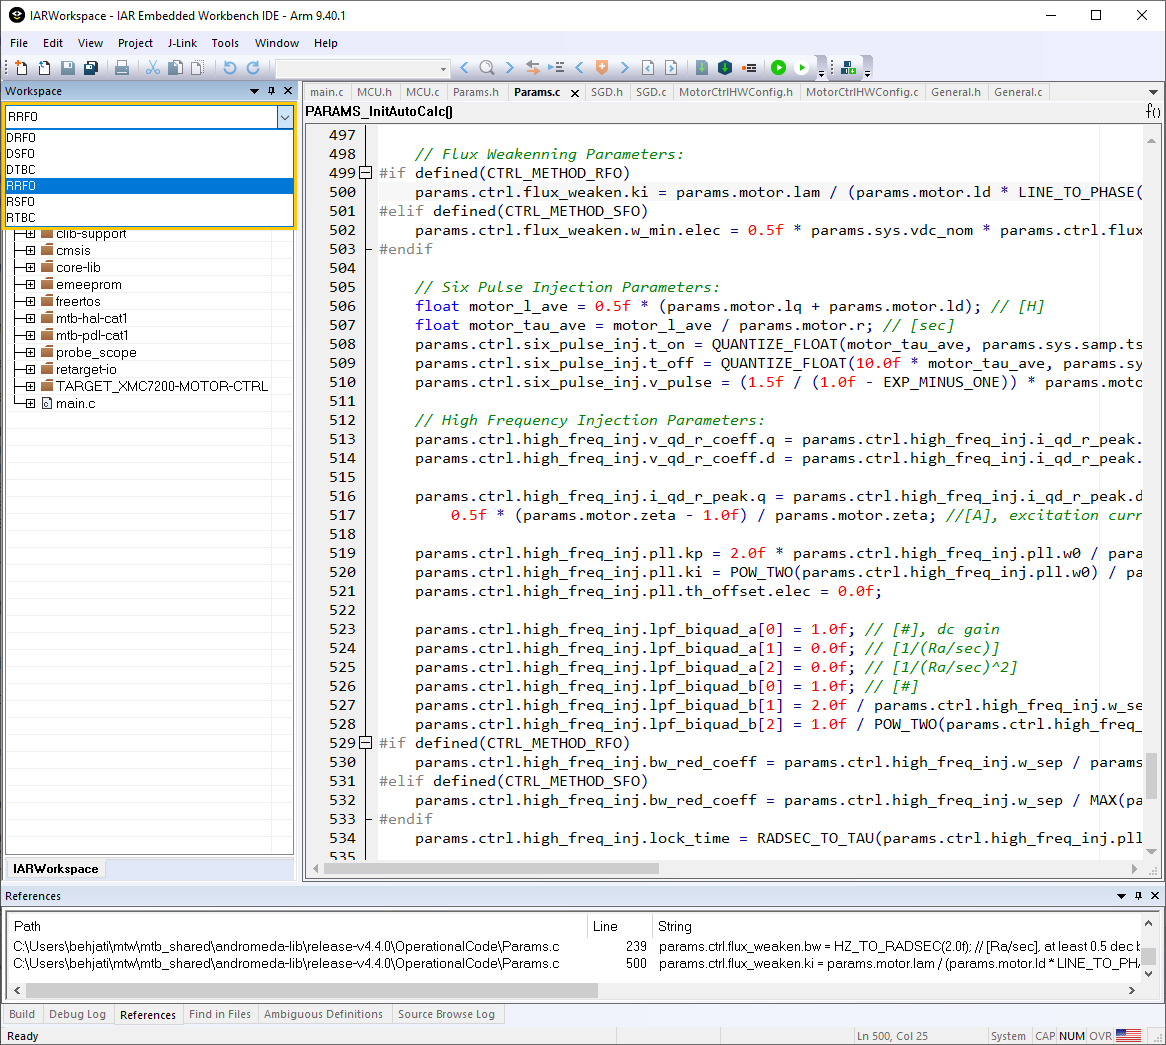 IARWorkspace - IAR Embedded Workbench IDE - Arm 9.40.1
File Edit View Project J-Link Tools Window Help
Workspace
main.c MCU.h MCU.c Params.h Params.c SGD.h SGD.c MotorCtrlHWConfig.h MotorCtrlHWConfig.c General.h General.c
RRFO
PARAMS_InitAutoCalc()
f()
DRFO
DSFO
DTBC
RRFO
RSFO
RTBC
clib-support
cmsis
core-lib
emeeprom
freertos
mtb-hal-cat1
mtb-pdl-cat1
probe_scope
retarget-io
TARGET_XMC7200-MOTOR-CTRL
main.c
IARWorkspace
497
498 // Flux Weakenning Parameters:
499 #if defined(CTRL_METHOD_RFO)
500 params.ctrl.flux_weaken.ki = params.motor.lam / (params.motor.ld * LINE_TO_PHASE(
501 #elif defined(CTRL_METHOD_SFO)
502 params.ctrl.flux_weaken.w_min.elec = 0.5f * params.sys.vdc_nom * params.ctrl.flux
503 #endif
504
505 // Six Pulse Injection Parameters:
506 float motor_l_ave = 0.5f * (params.motor.lq + params.motor.ld); // [H]
507 float motor_tau_ave = motor_l_ave / params.motor.r; // [sec]
508 params.ctrl.six_pulse_inj.t_on = QUANTIZE_FLOAT(motor_tau_ave, params.sys.samp.ts
509 params.ctrl.six_pulse_inj.t_off = QUANTIZE_FLOAT(10.0f * motor_tau_ave, params.sy
510 params.ctrl.six_pulse_inj.v_pulse = (1.5f / (1.0f - EXP_MINUS_ONE)) * params.moto
511
512 // High Frequency Injection Parameters:
513 params.ctrl.high_freq_inj.v_qd_r_coeff.q = params.ctrl.high_freq_inj.i_qd_r_peak.
514 params.ctrl.high_freq_inj.v_qd_r_coeff.d = params.ctrl.high_freq_inj.i_qd_r_peak.
515
516 params.ctrl.high_freq_inj.i_qd_r_peak.q = params.ctrl.high_freq_inj.i_qd_r_peak.d
517 0.5f * (params.motor.zeta - 1.0f) / params.motor.zeta; //[A], excitation curr
518
519 params.ctrl.high_freq_inj.pll.kp = 2.0f * params.ctrl.high_freq_inj.pll.w0 / para
520 params.ctrl.high_freq_inj.pll.ki = POW_TWO(params.ctrl.high_freq_inj.pll.w0) / pa
521 params.ctrl.high_freq_inj.pll.th_offset.elec = 0.0f;
522
523 params.ctrl.high_freq_inj.lpf_biquad_a[0] = 1.0f; // [#], dc gain
524 params.ctrl.high_freq_inj.lpf_biquad_a[1] = 0.0f; // [1/(Ra/sec)]
525 params.ctrl.high_freq_inj.lpf_biquad_a[2] = 0.0f; // [1/(Ra/sec)^2]
526 params.ctrl.high_freq_inj.lpf_biquad_b[0] = 1.0f; // [#]
527 params.ctrl.high_freq_inj.lpf_biquad_b[1] = 2.0f / params.ctrl.high_freq_inj.w_se
528 params.ctrl.high_freq_inj.lpf_biquad_b[2] = 1.0f / POW_TWO(params.ctrl.high_freq_
529 #if defined(CTRL_METHOD_RFO)
530 params.ctrl.high_freq_inj.bw_red_coeff = params.ctrl.high_freq_inj.w_sep / params
531 #elif defined(CTRL_METHOD_SFO)
532 params.ctrl.high_freq_inj.bw_red_coeff = params.ctrl.high_freq_inj.w_sep / MAX(pa
533 #endif
534 params.ctrl.high_freq_inj.lock_time = RADSEC_TO_TAU(params.ctrl.high_freq_inj.pll
535
References
Path Line String
C:\Users\behjati\mtw\mtb_shared\andromeda-lib\release-v4.4.0\OperationalCode\Params.c 239 params.ctrl.flux_weaken.bw = HZ_TO_RADSEC(2.0f); // [Ra/sec], at least 0.5 dec b
C:\Users\behjati\mtw\mtb_shared\andromeda-lib\release-v4.4.0\OperationalCode\Params.c 500 params.ctrl.flux_weaken.ki = params.motor.lam / (params.motor.ld * LINE_TO_PHA
Build Debug Log References Find in Files Ambiguous Definitions Source Browse Log
Ready Ln 500, Col 25 System CAP NUM OVR